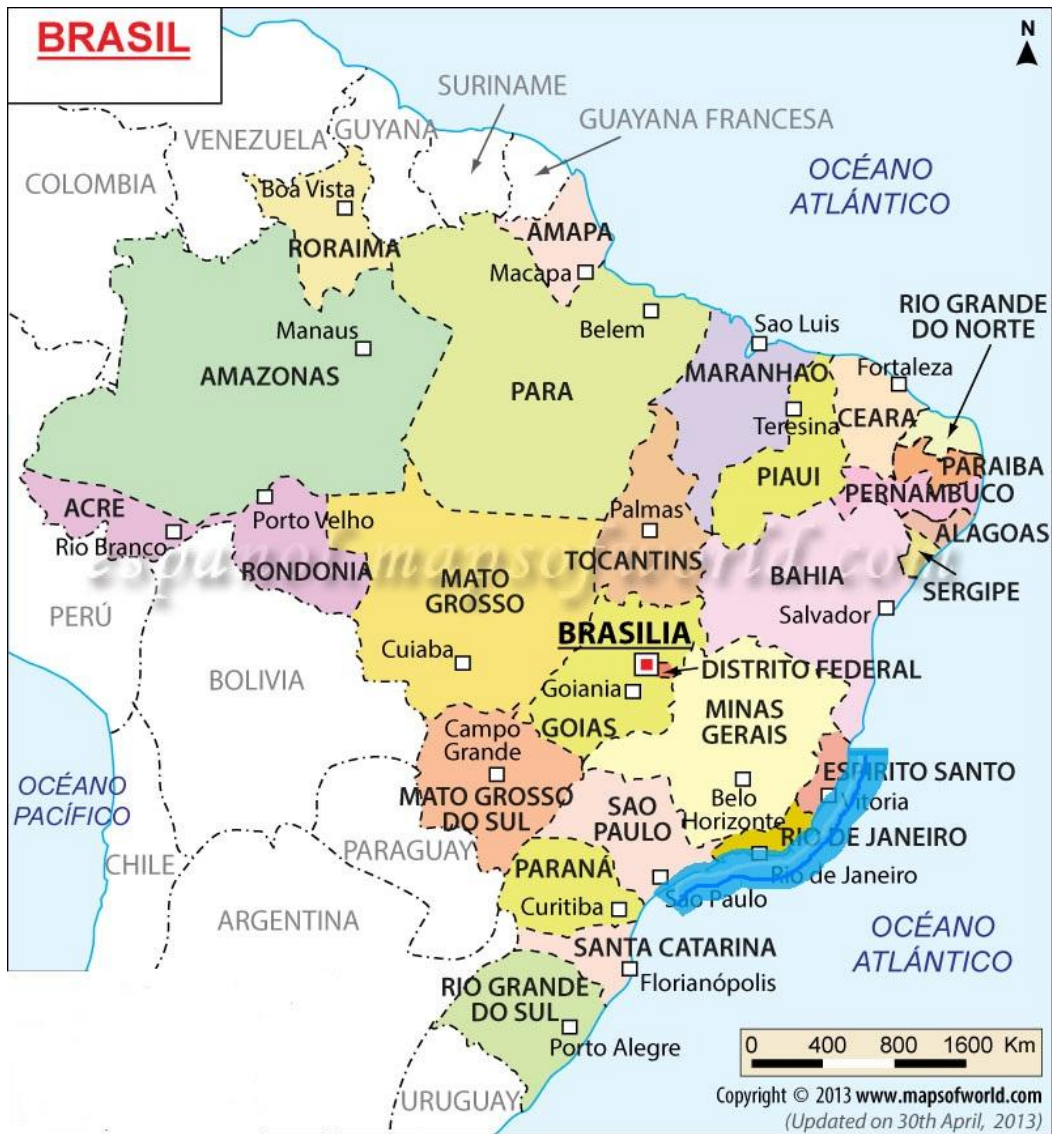 BRASIL
N
SURINAME
VENEZUELA
GUYANA
GUAYANA FRANCESA
COLOMBIA
OCÉANO
ATLÁNTICO
Boa Vista
RORAIMA
AMAPA
Macapa
Belem
Manaus
AMAZONAS
PARA
Sao Luis
MARANHAO
RIO GRANDE
DO NORTE
Fortaleza
CEARA
Teresina
PIAUI
PARAIBA
PERNAMBUCO
ALAGOAS
SERGIPE
ACRE
Rio Branco
Porto Velho
RONDONIA
MATO
GROSSO
Cuiaba
Palmas
TOCANTINS
BAHIA
Salvador
espanol.mapsofworld.com
PERÚ
BOLIVIA
BRASILIA
DISTRITO FEDERAL
Goiania
GOIAS
MINAS
GERAIS
Belo
Horizonte
Campo
Grande
MATO GROSSO
DO SUL
ESPIRITO SANTO
Vitoria
SAO
PAULO
RIO DE JANEIRO
Rio de Janeiro
São Paulo
OCÉANO
PACÍFICO
CHILE
PARAGUAY
ARGENTINA
PARANÁ
Curitiba
SANTA CATARINA
Florianópolis
RIO GRANDE
DO SUL
Porto Alegre
URUGUAY
OCÉANO
ATLÁNTICO
0 400 800 1600 Km
Copyright © 2013 www.mapsofworld.com
(Updated on 30th April, 2013)